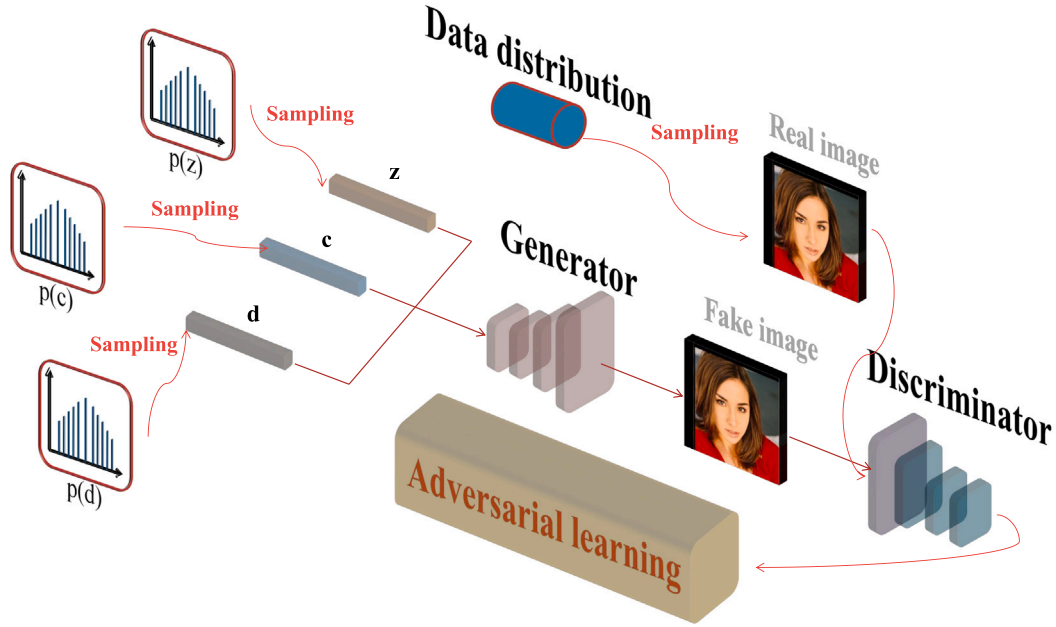 Data distribution
Sampling
p(z)
Sampling
Real image
z
Sampling
p(c)
c
Generator
Fake image
d
Sampling
p(d)
Discriminator
Adversarial learning